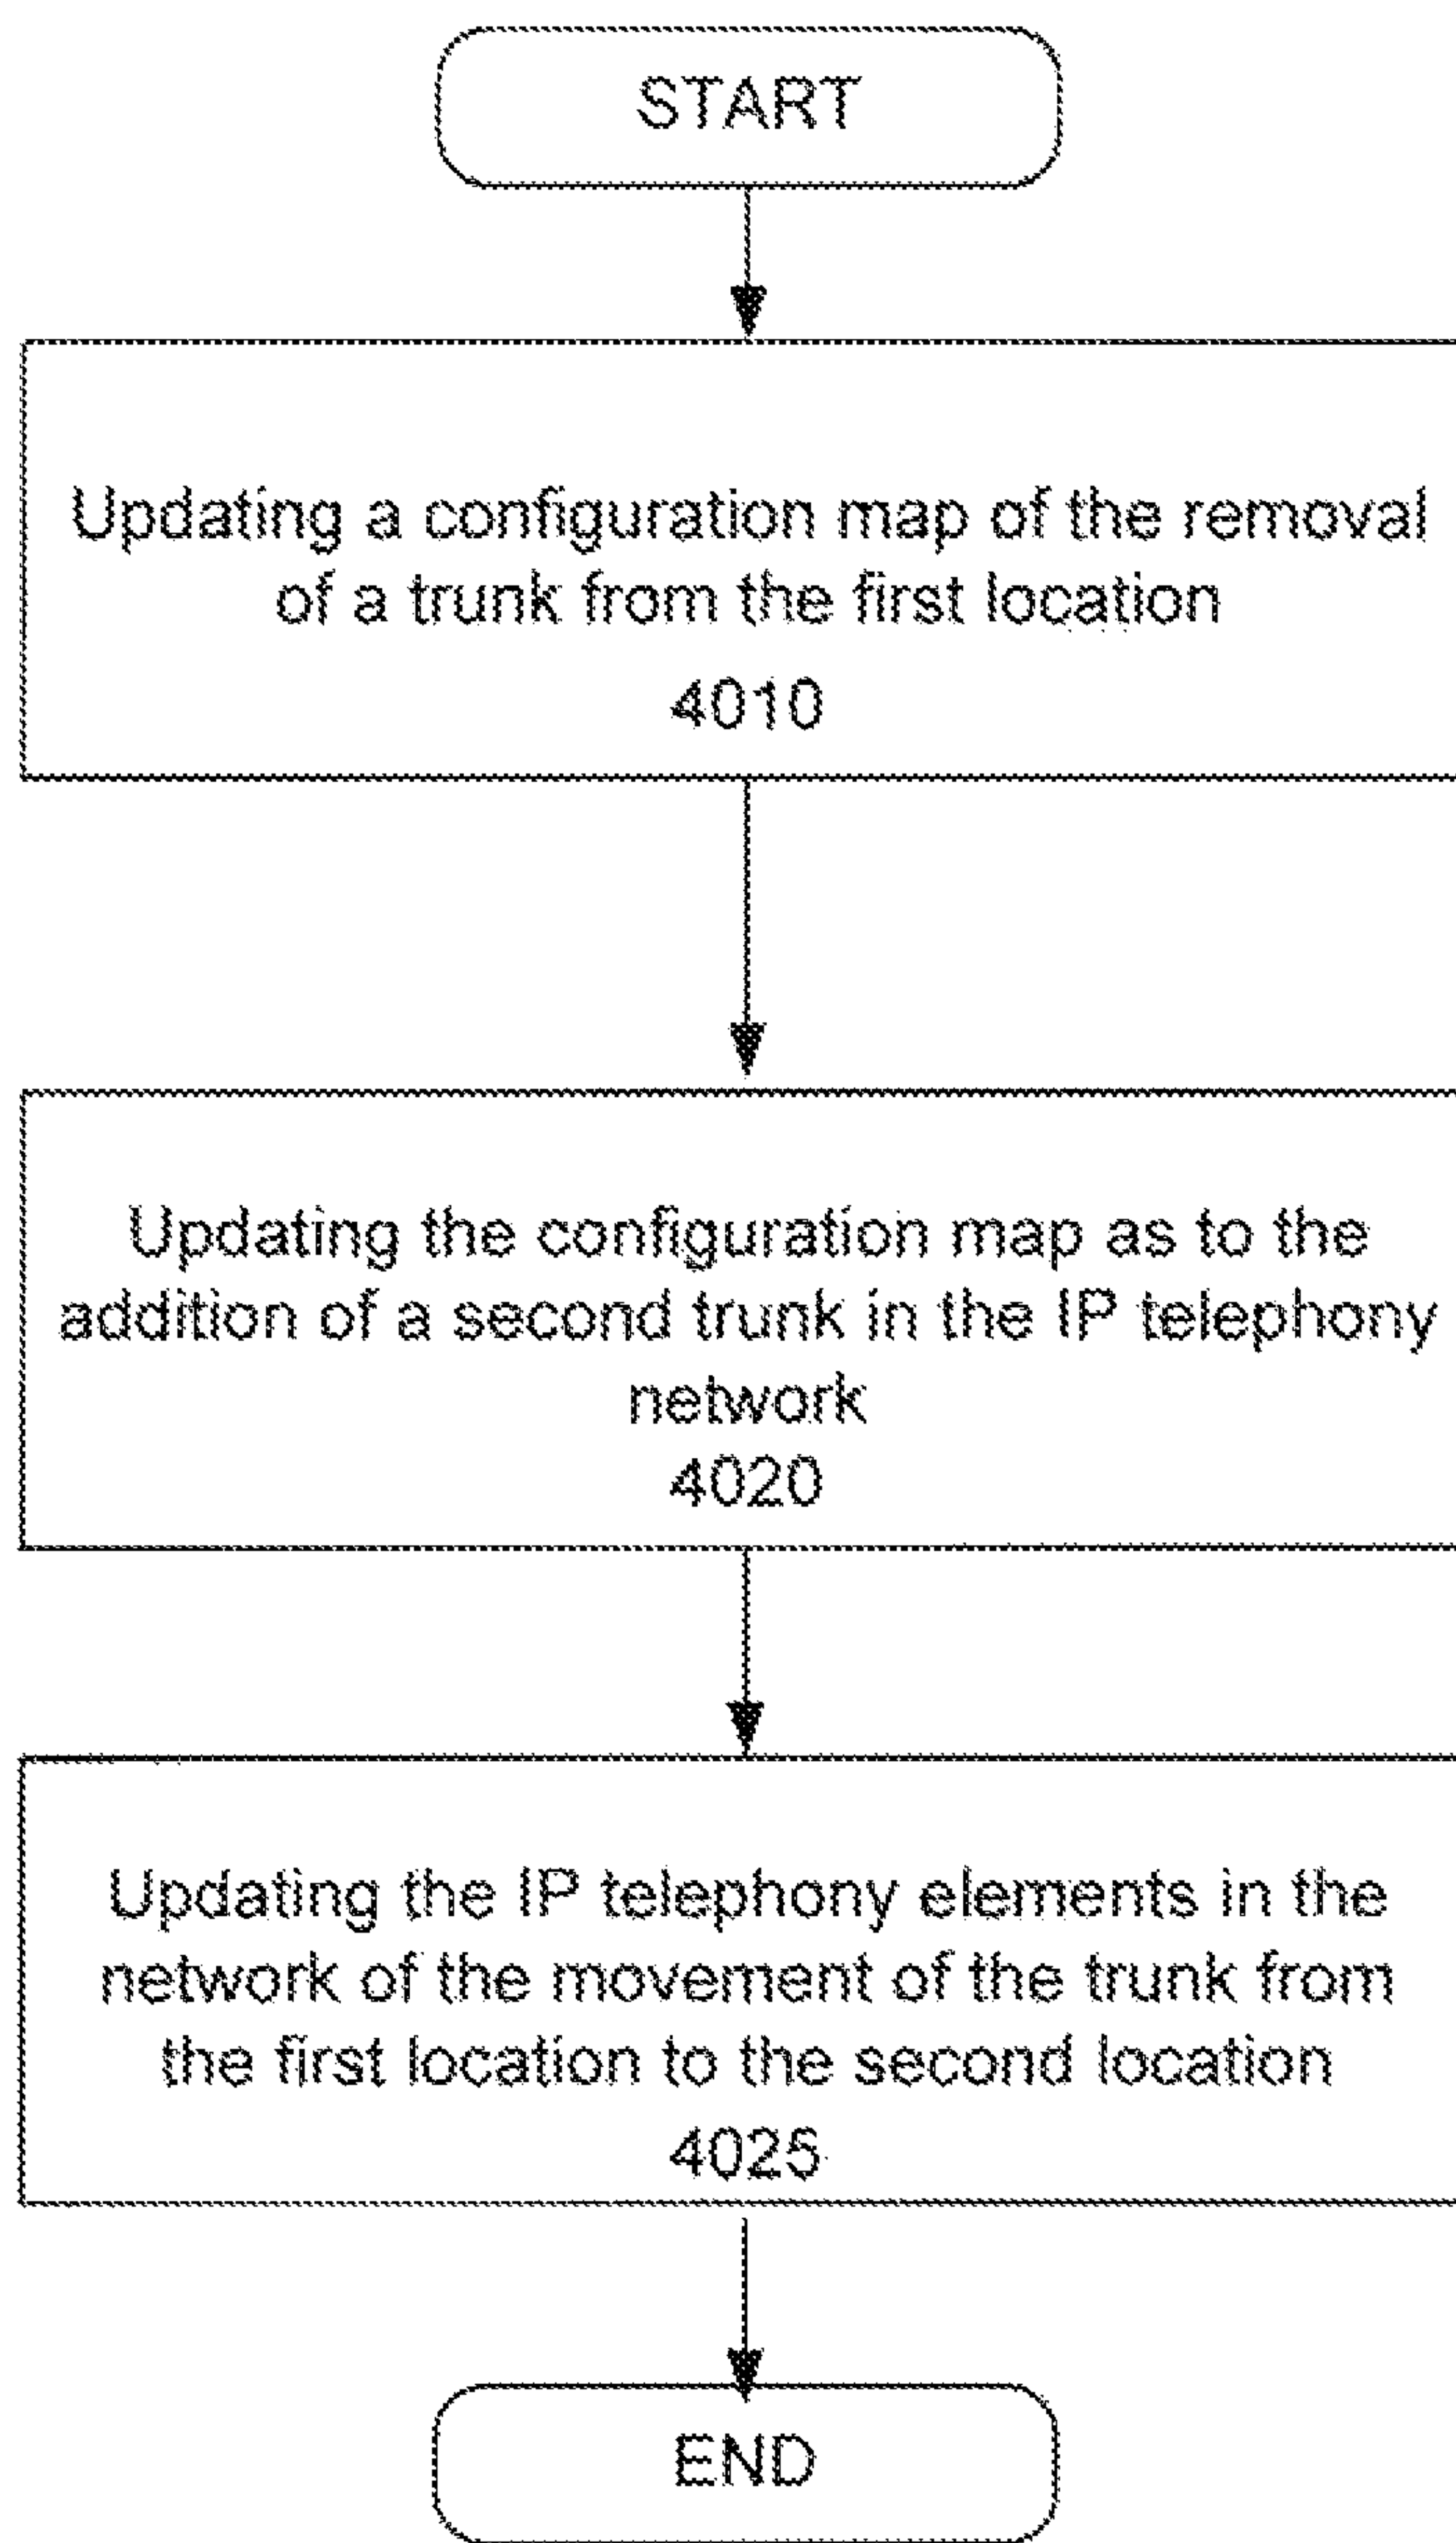 START
Updating a configuration map of the removal
of a trunk from the first location
4010
Updating the configuration map as to the
addition of a second trunk in the IP telephony
network
4020
Updating the IP telephony elements in the
network of the movement of the trunk from
the first location to the second location
4025
END